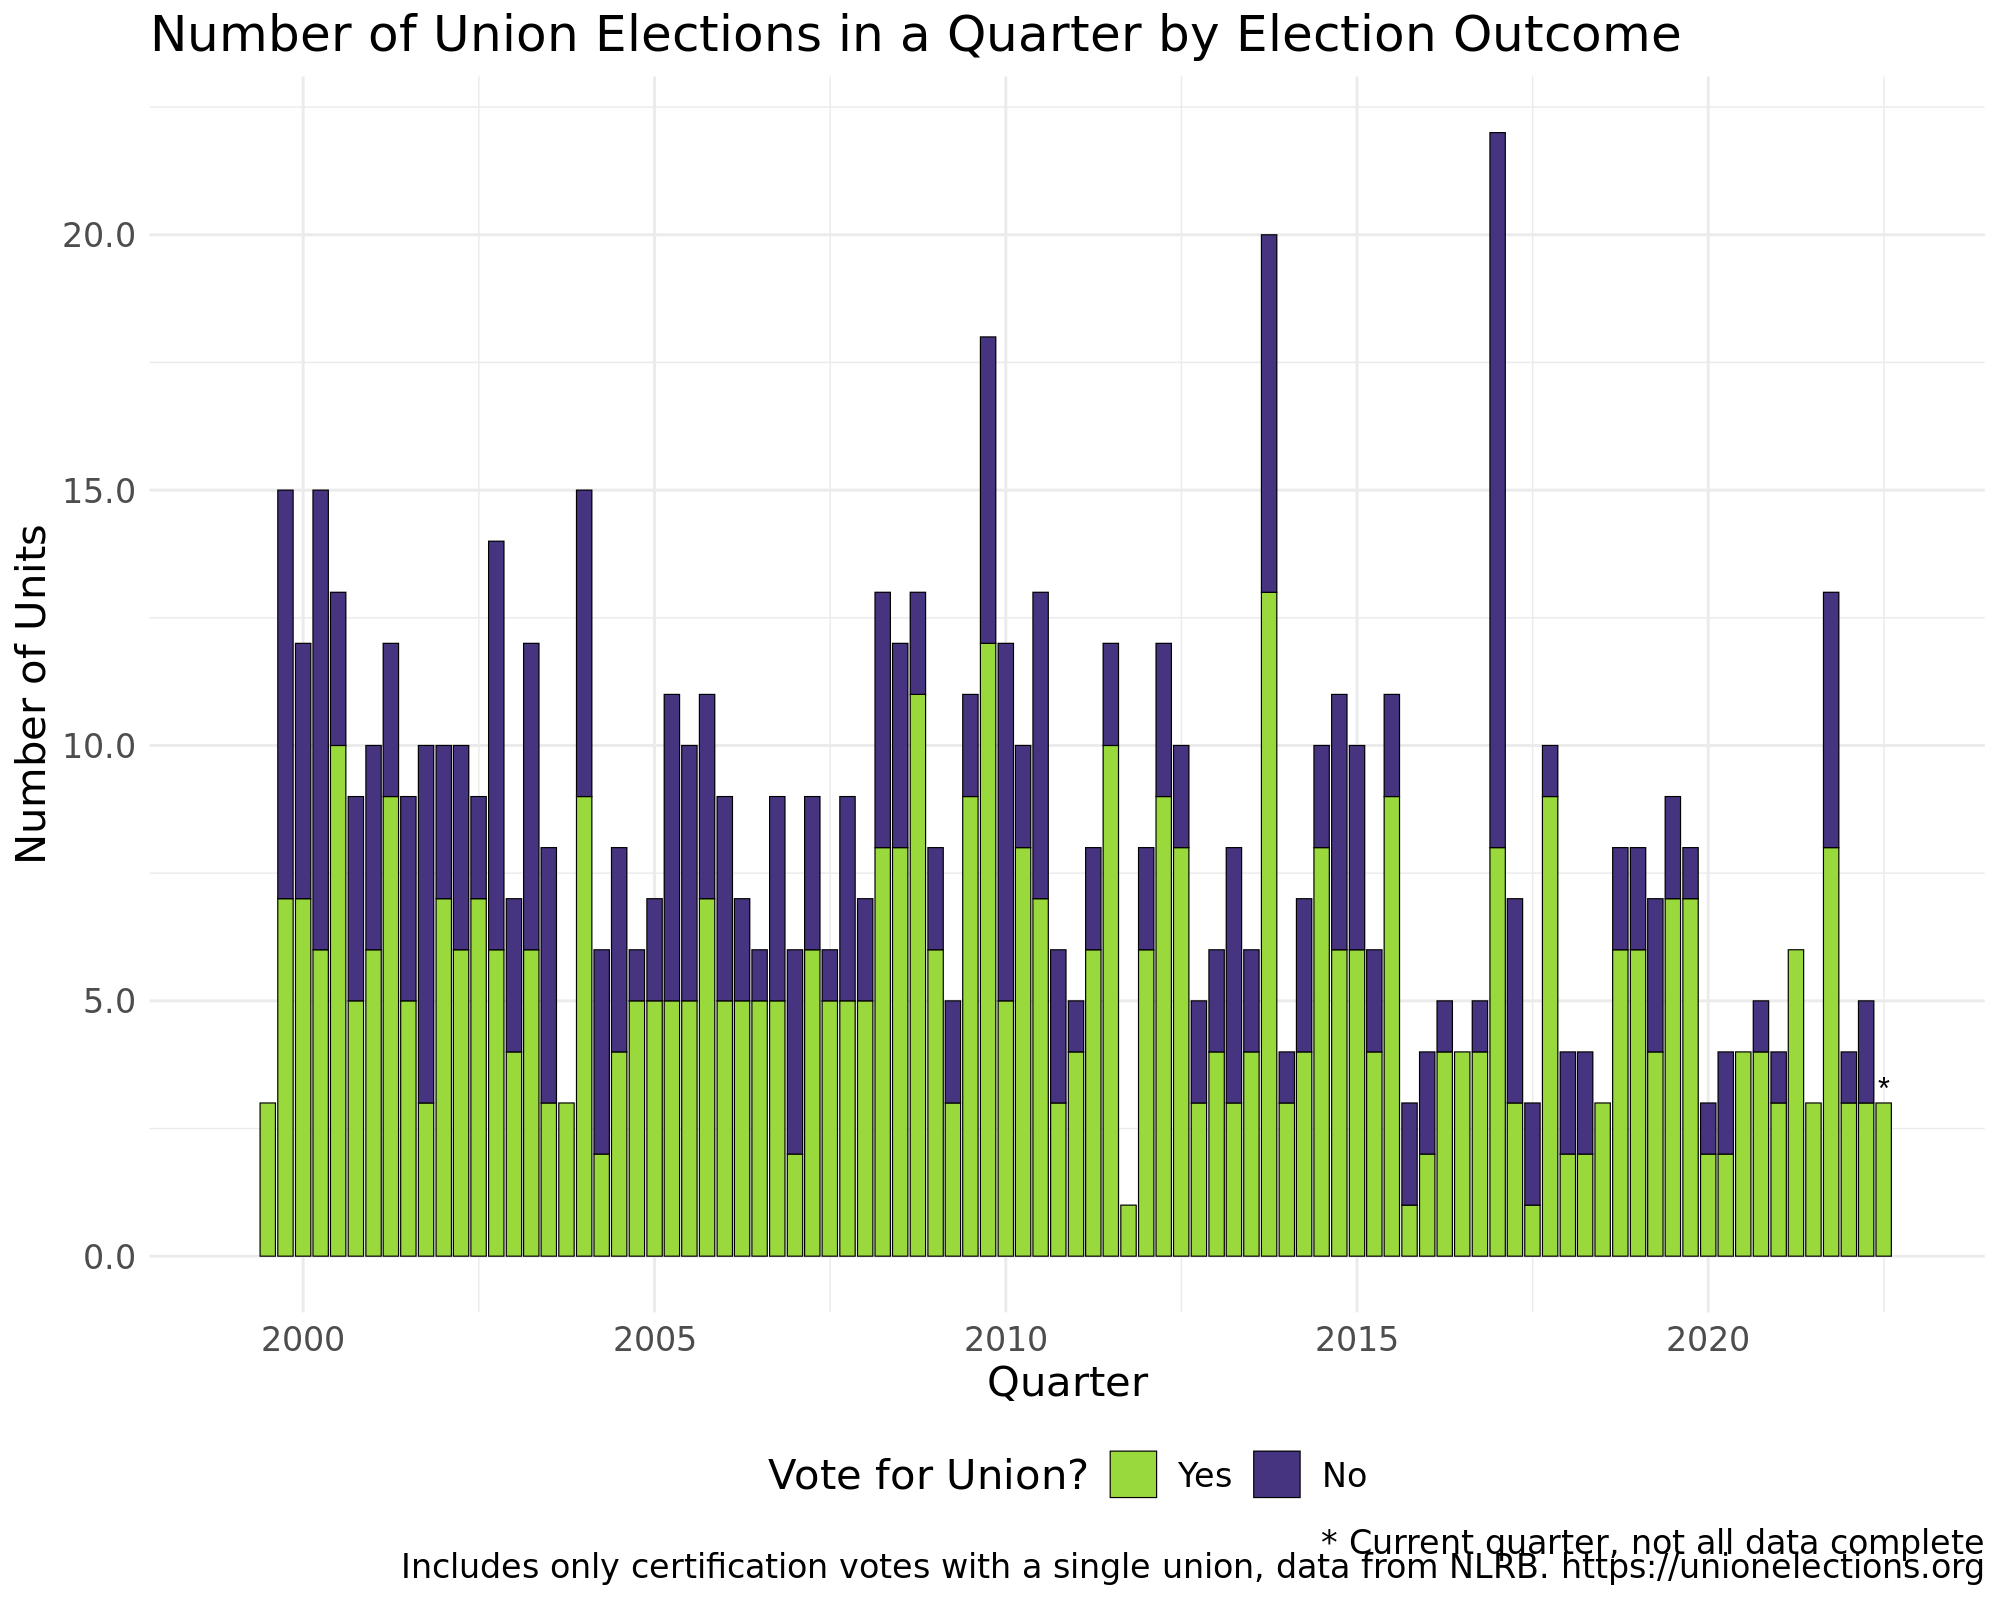 Number of Union Elections in a Quarter by Election Outcome
Number of Units
20.0
15.0
10.0
5.0
0.0
*
2000 2005 2010 2015 2020
Quarter
Vote for Union? Yes No
* Current quarter, not all data complete
Includes only certification votes with a single union, data from NLRB. https://unionelections.org